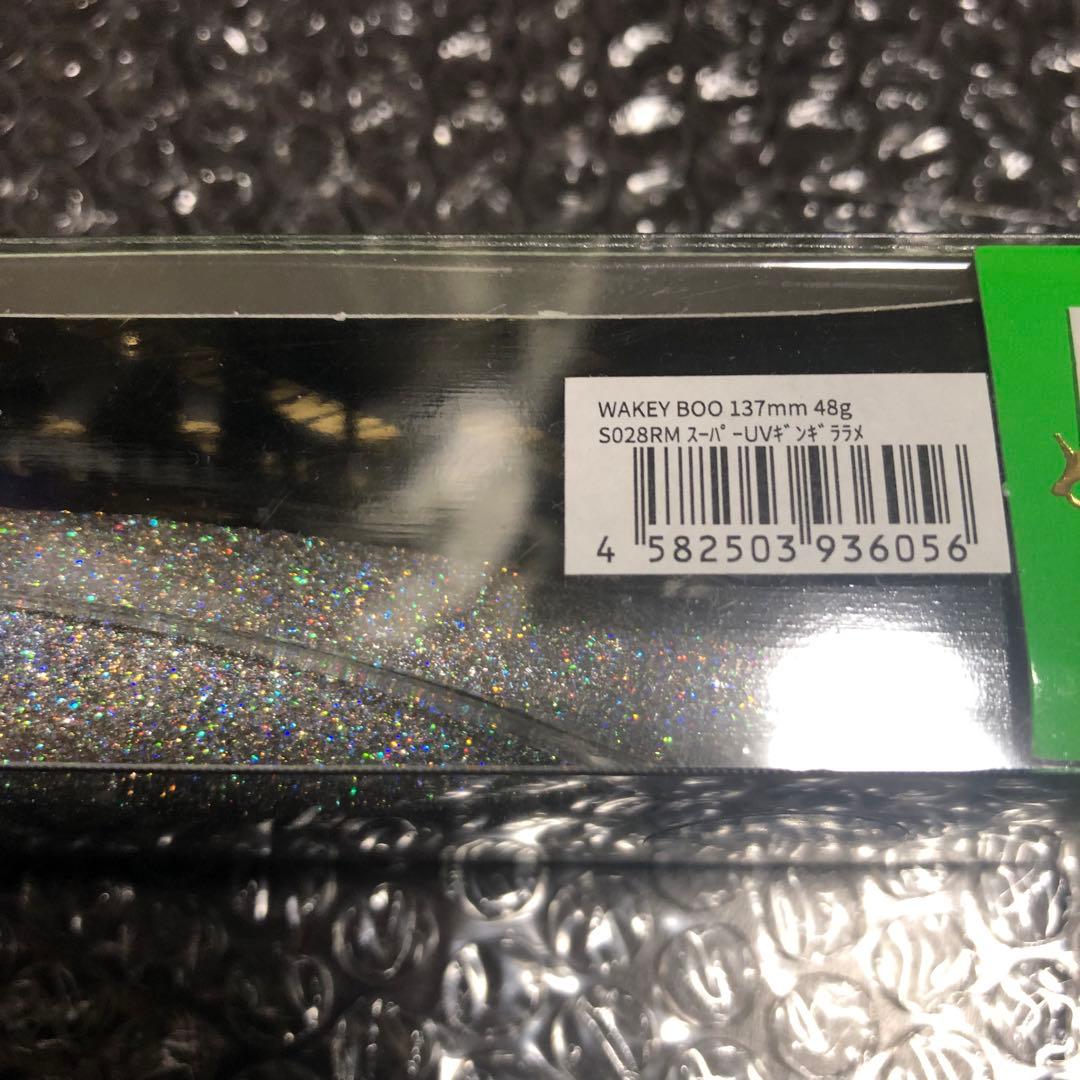 WAKEY BOO 137mm 48g
S028RM ｽｰﾊﾟｰUVｷﾞﾝｷﾞﾗﾗﾒ
4 582503 936056